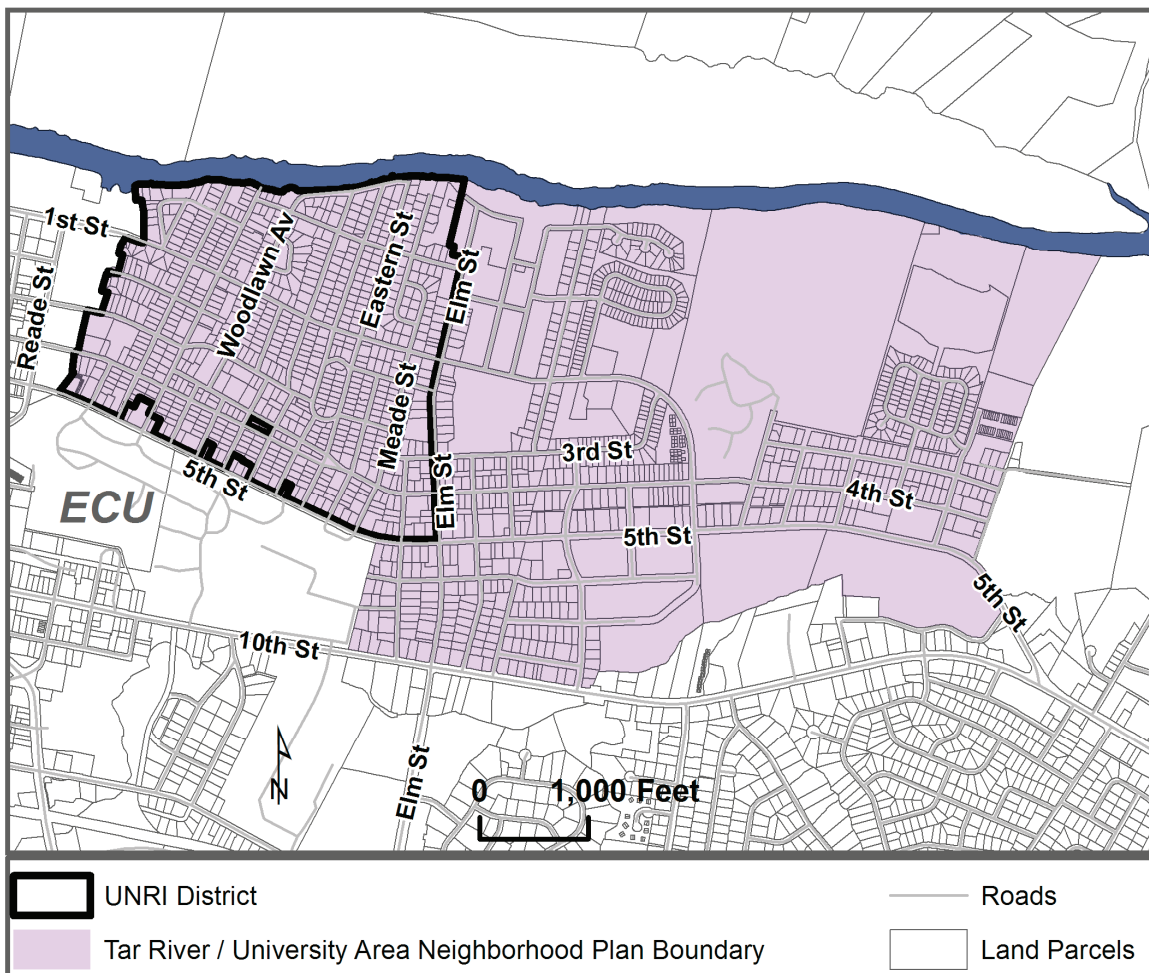 1st St
Reade St
Woodlawn Av
Eastern St
Elm St
Meade St
Elm St
3rd St
4th St
5th St
5th St
5th St
ECU
10th St
Elm St
N
0 1,000 Feet
UNRI District
Roads
Tar River / University Area Neighborhood Plan Boundary
Land Parcels